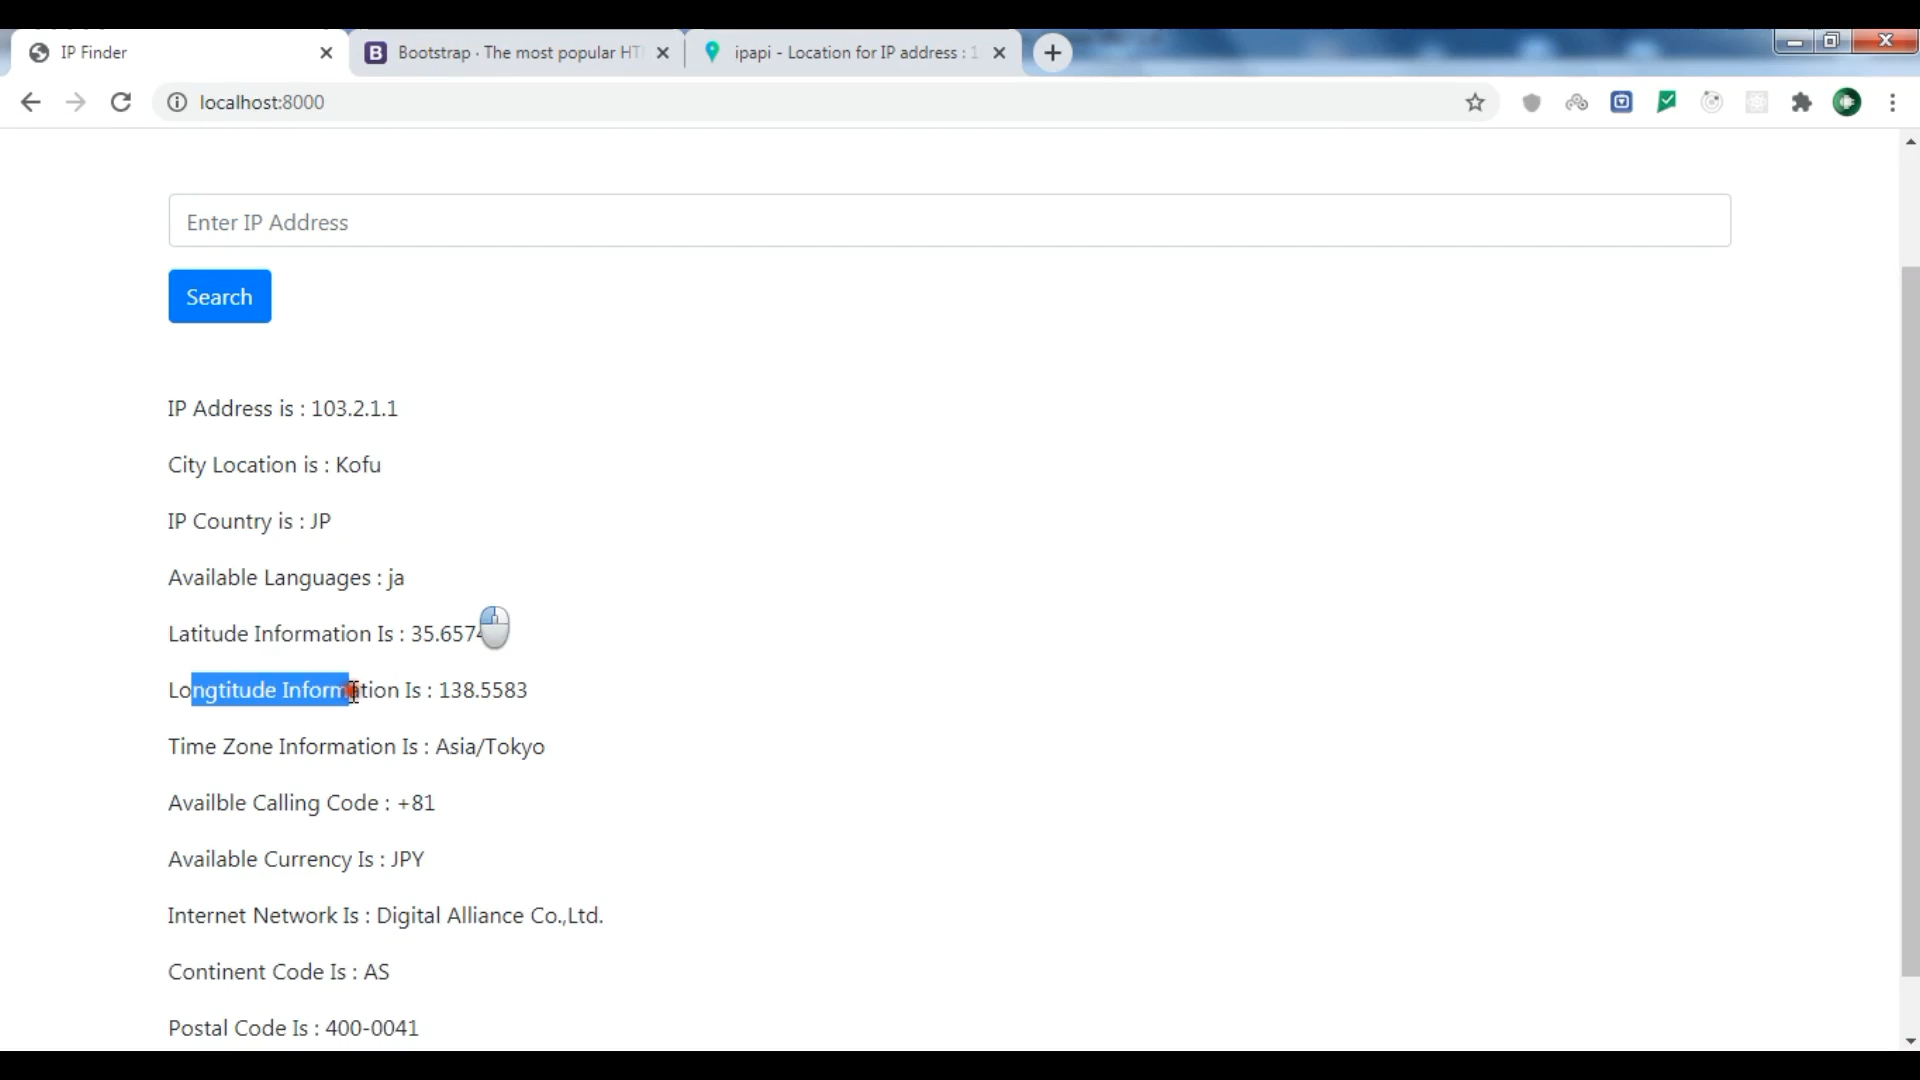 IP Finder
Bootstrap · The most popular HT
ipapi - Location for IP address : 1
localhost:8000
Enter IP Address
Search
IP Address is : 103.2.1.1
City Location is : Kofu
IP Country is : JP
Available Languages : ja
Latitude Information Is : 35.6574
Longtitude Information Is : 138.5583
Time Zone Information Is : Asia/Tokyo
Availble Calling Code : +81
Available Currency Is : JPY
Internet Network Is : Digital Alliance Co.,Ltd.
Continent Code Is : AS
Postal Code Is : 400-0041